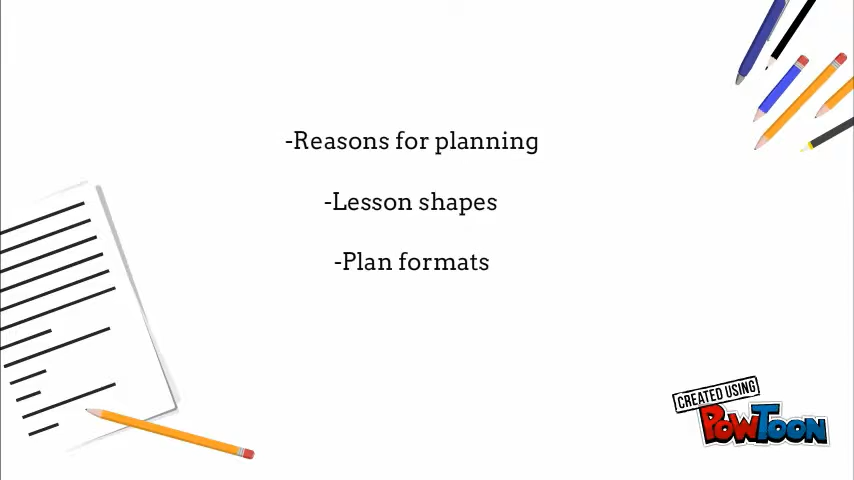 -Reasons for planning
-Lesson shapes
-Plan formats
CREATED USING
POWTOON